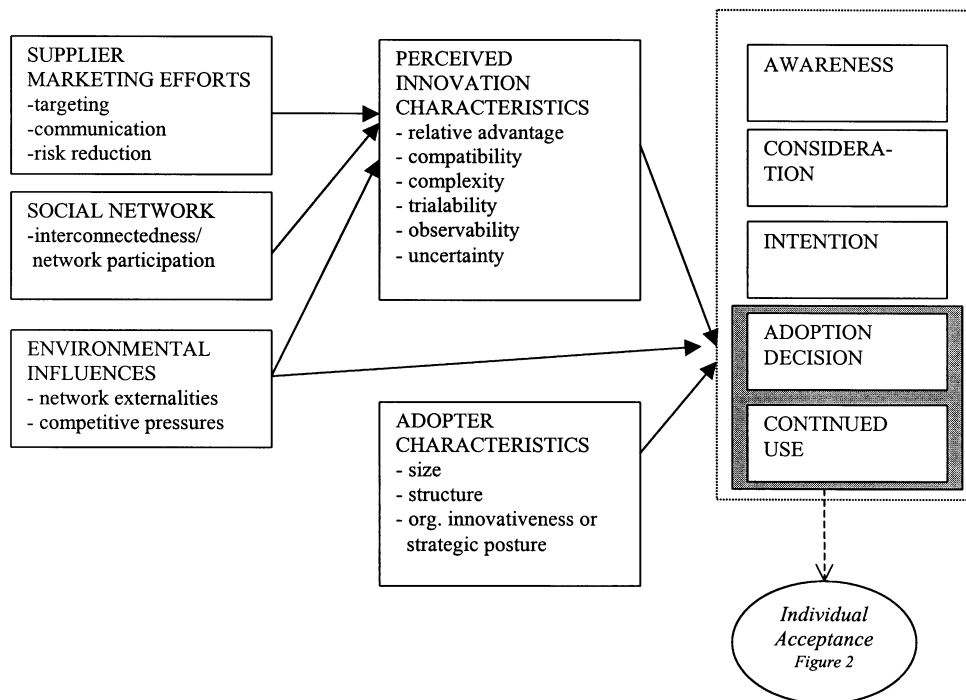 SUPPLIER
MARKETING EFFORTS
-targeting
-communication
-risk reduction
SOCIAL NETWORK
-interconnectedness/
network participation
ENVIRONMENTAL
INFLUENCES
- network externalities
- competitive pressures
PERCEIVED
INNOVATION
CHARACTERISTICS
- relative advantage
- compatibility
- complexity
- trialability
- observability
- uncertainty
ADOPTER
CHARACTERISTICS
- size
- structure
- org. innovativeness or
strategic posture
AWARENESS
CONSIDERA-
TION
INTENTION
ADOPTION
DECISION
CONTINUED
USE
Individual
Acceptance
Figure 2